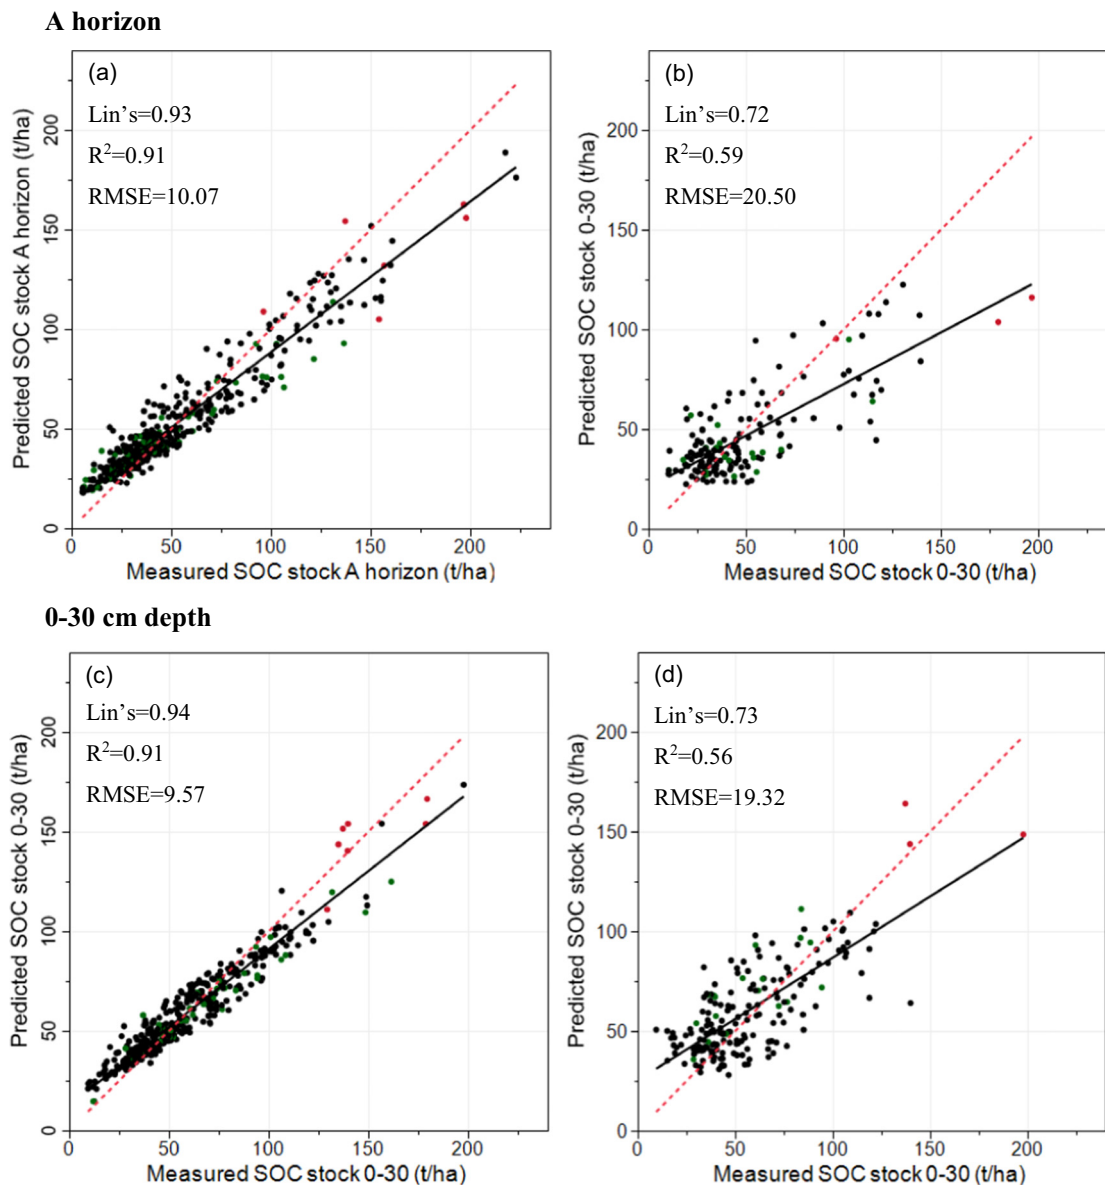 A horizon
(a)
Lin's=0.93
R²=0.91
RMSE=10.07
Predicted SOC stock A horizon (t/ha)
0
50
100
150
200
0
50
100
150
200
Measured SOC stock A horizon (t/ha)
(b)
Lin's=0.72
R²=0.59
RMSE=20.50
Predicted SOC stock 0-30 (t/ha)
0
50
100
150
200
0
50
100
150
200
Measured SOC stock 0-30 (t/ha)
0-30 cm depth
(c)
Lin's=0.94
R²=0.91
RMSE=9.57
Predicted SOC stock 0-30 (t/ha)
0
50
100
150
200
0
50
100
150
200
Measured SOC stock 0-30 (t/ha)
(d)
Lin's=0.73
R²=0.56
RMSE=19.32
Predicted SOC stock 0-30 (t/ha)
0
50
100
150
200
0
50
100
150
200
Measured SOC stock 0-30 (t/ha)